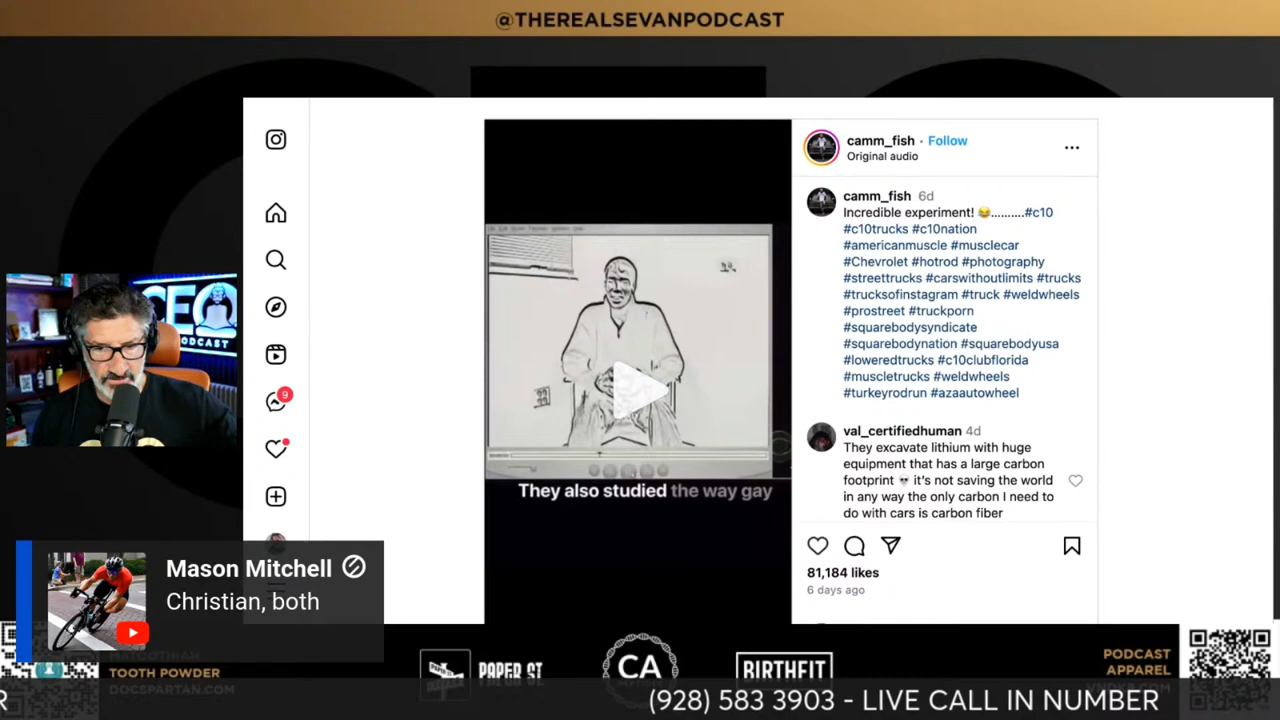 @THEREALSEVANPODCAST
camm_fish · Follow
Original audio
camm_fish 6d
Incredible experiment! 😂..........#c10
#c10trucks #c10nation
#americanmuscle #musclecar
#Chevrolet #hotrod #photography
#streettrucks #carswithoutlimits #trucks
#trucksofinstagram #truck #weldwheels
#prostreet #truckporn
#squarebodysyndicate
#squarebodynation #squarebodyusa
#loweredtrucks #c10clubflorida
#muscletrucks #weldwheels
#turkeyrodrun #azaautowheel
val_certifiedhuman 4d
They excavate lithium with huge
equipment that has a large carbon
footprint 💀 it's not saving the world
in any way the only carbon I need to
do with cars is carbon fiber
81,184 likes
6 days ago
They also studied the way gay
9
CEO
PODCAST
Mason Mitchell
Christian, both
TOOTH POWDER
DOCSPARTAN.COM
PAPER ST
CA
BIRTHFIT
PODCAST
APPAREL
R
(928) 583 3903 - LIVE CALL IN NUMBER